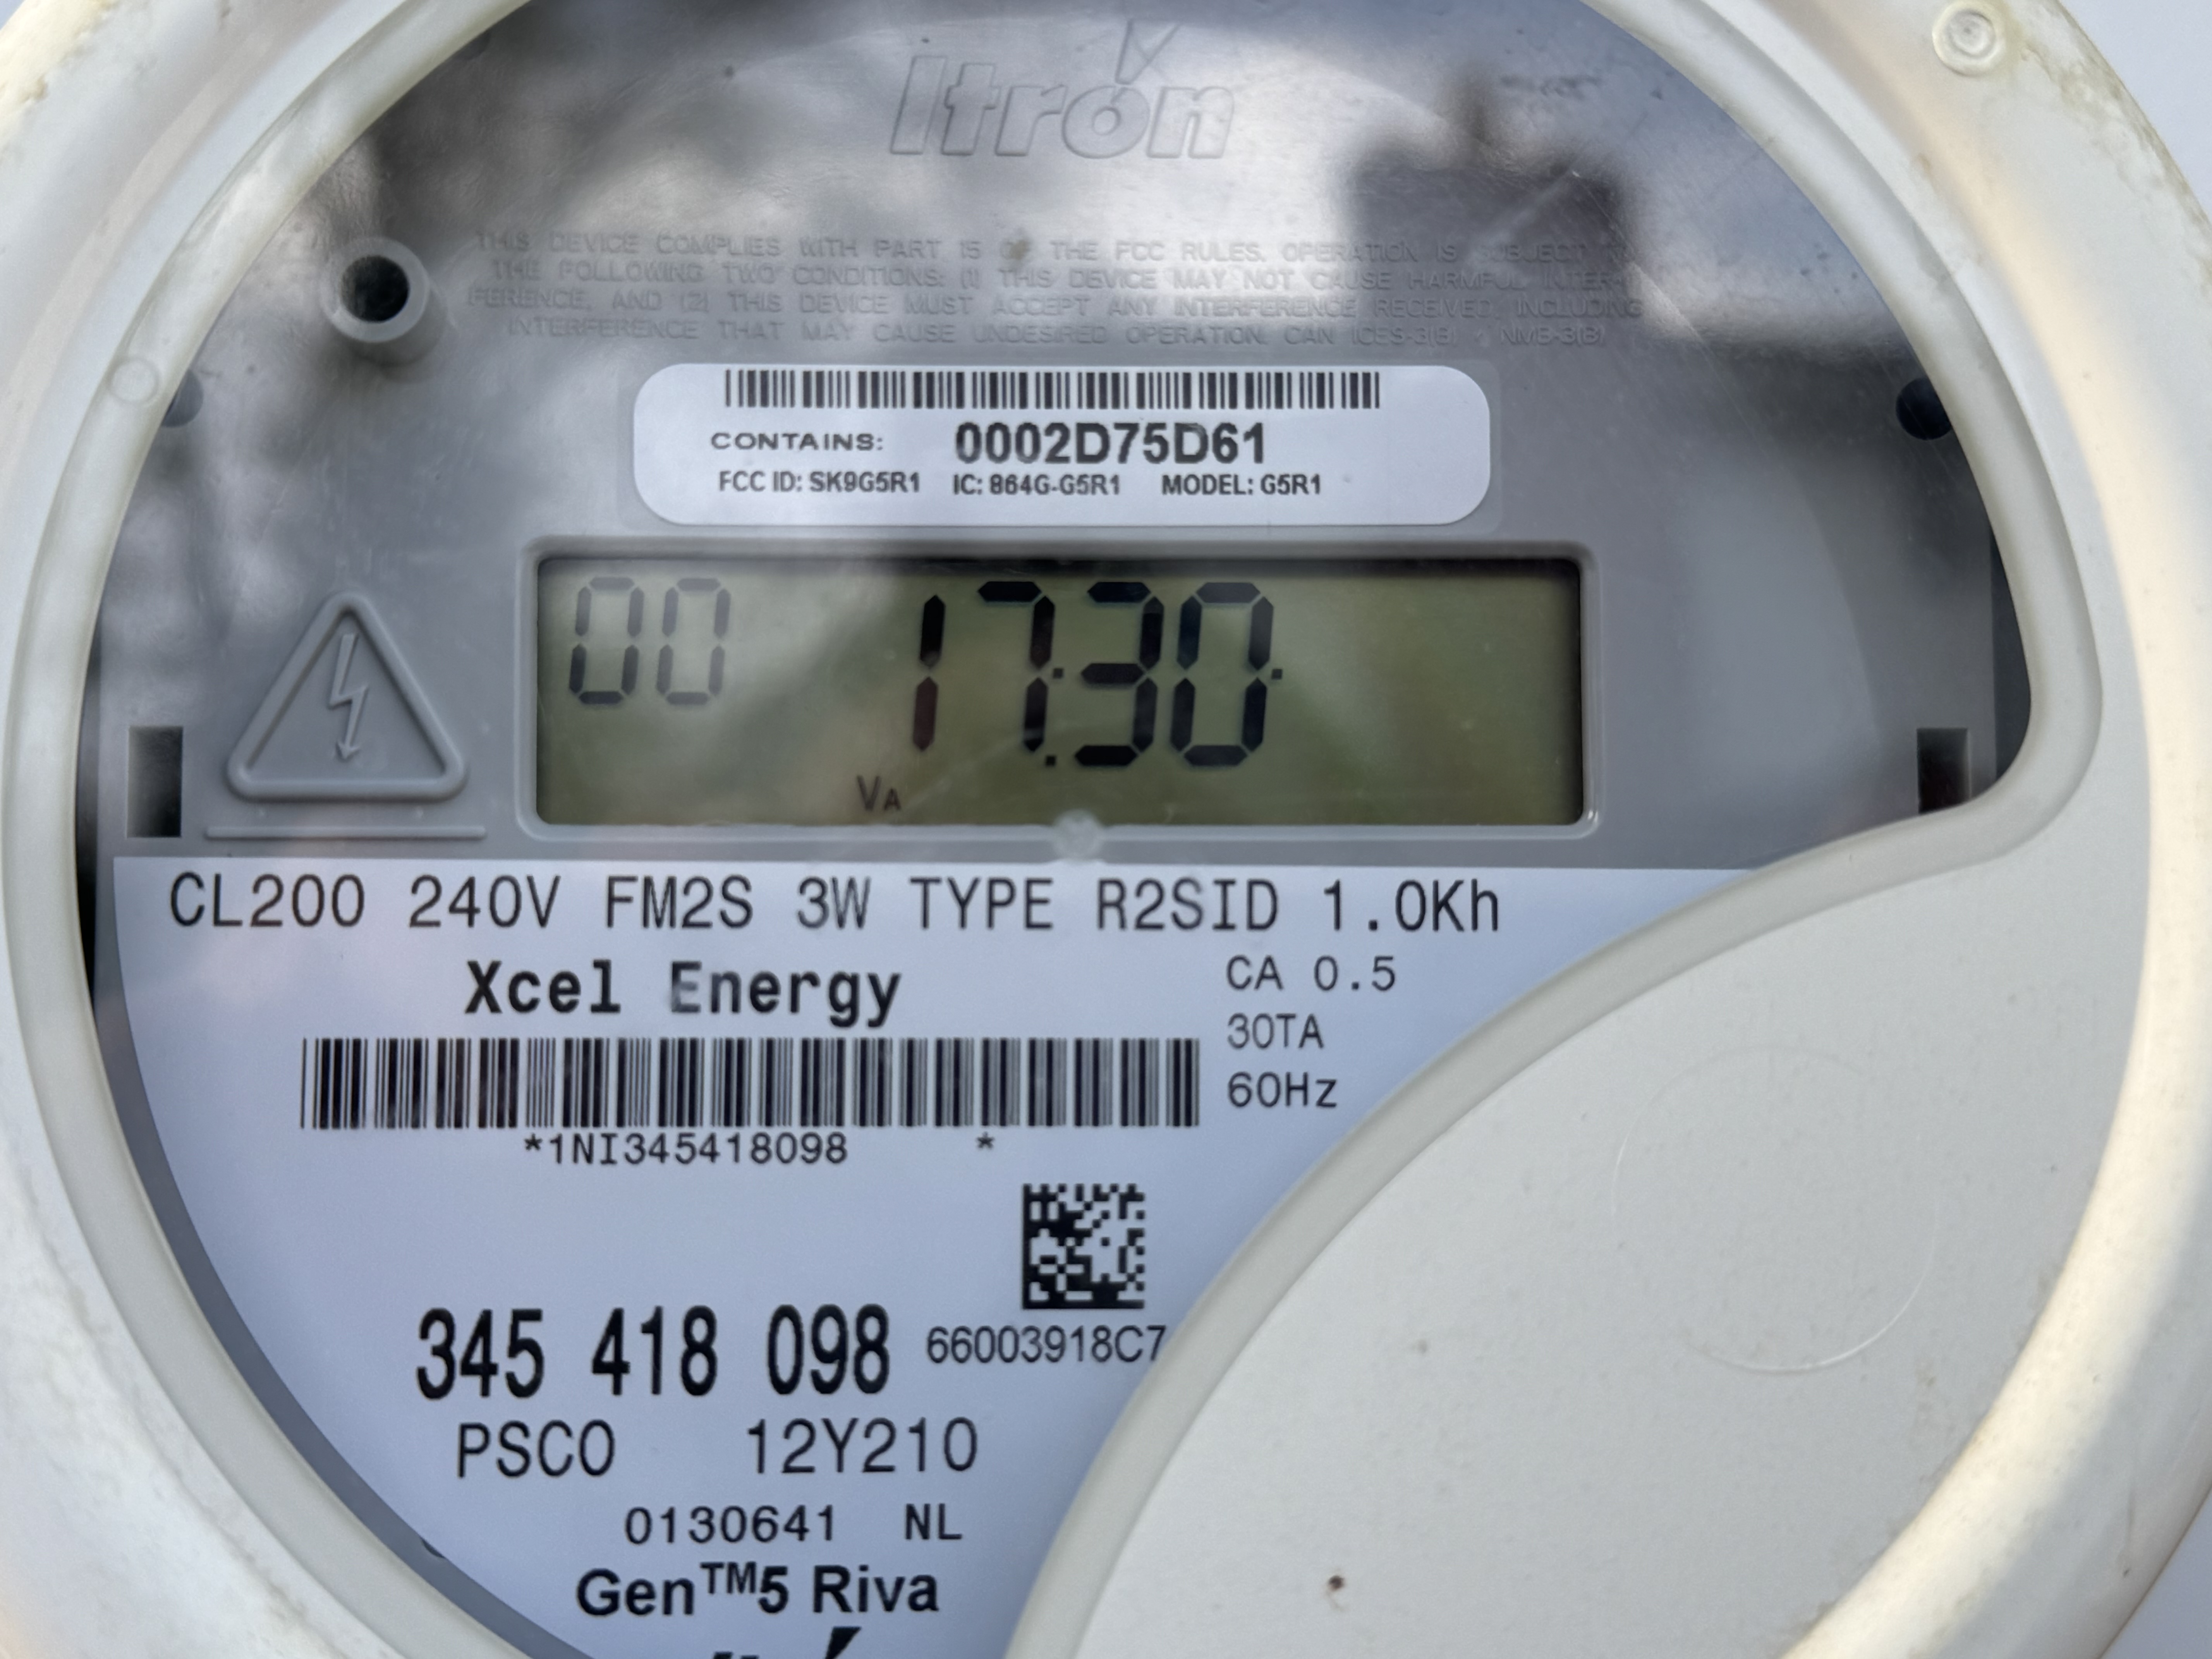 Itrón
THIS DEVICE COMPLIES WITH PART 15 OF THE FCC RULES. OPERATION IS SUBJECT TO
THE FOLLOWING TWO CONDITIONS: (1) THIS DEVICE MAY NOT CAUSE HARMFUL INTER-
FERENCE, AND (2) THIS DEVICE MUST ACCEPT ANY INTERFERENCE RECEIVED, INCLUDING
INTERFERENCE THAT MAY CAUSE UNDESIRED OPERATION. CAN ICES-3(B) / NMB-3(B)
CONTAINS: 0002D75D61
FCC ID: SK9G5R1 IC: 864G-G5R1 MODEL: G5R1
00 17:30:
VA
CL200 240V FM2S 3W TYPE R2SID 1.0Kh
Xcel Energy
CA 0.5
30TA
60Hz
*1NI345418098 *
345 418 098 66003918C7
PSCO 12Y210
0130641 NL
Gen™5 Riva